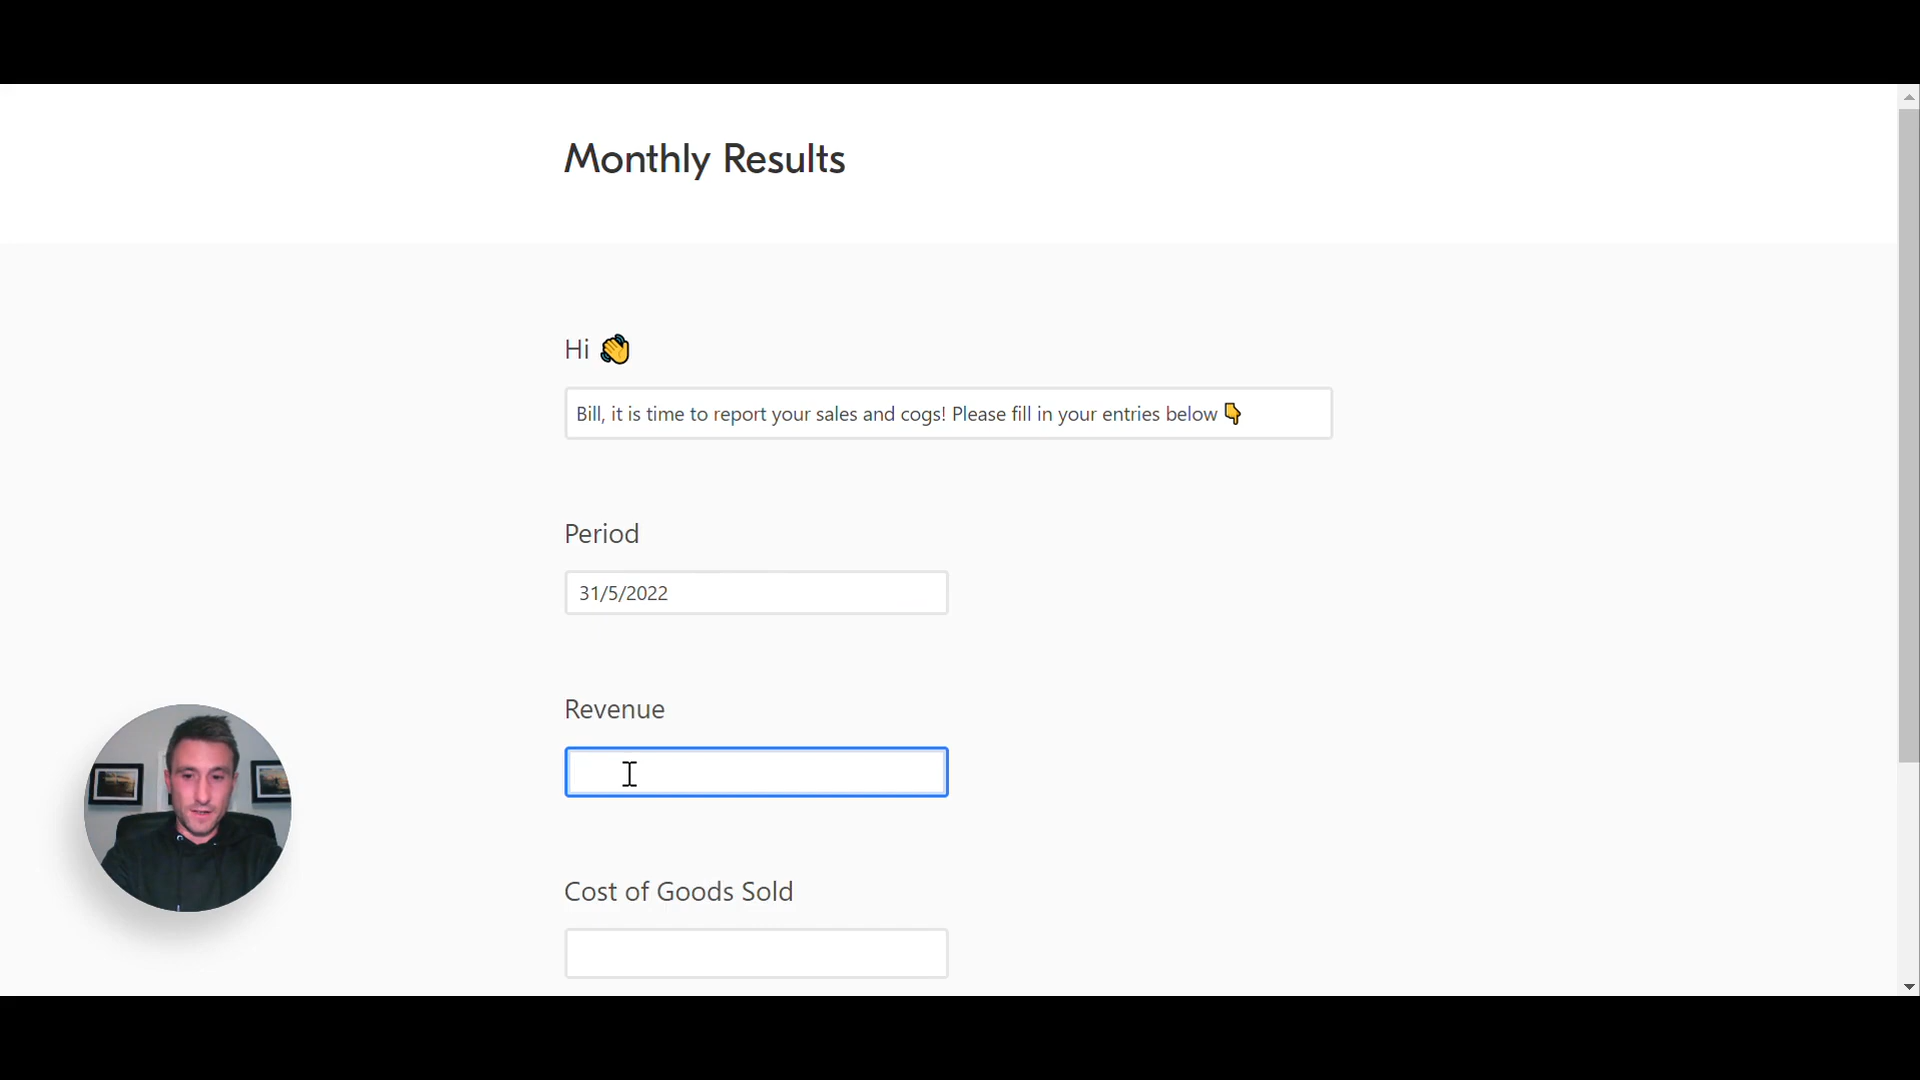 Monthly Results
Hi 👋
Bill, it is time to report your sales and cogs! Please fill in your entries below 👇
Period
31/5/2022
Revenue
Cost of Goods Sold